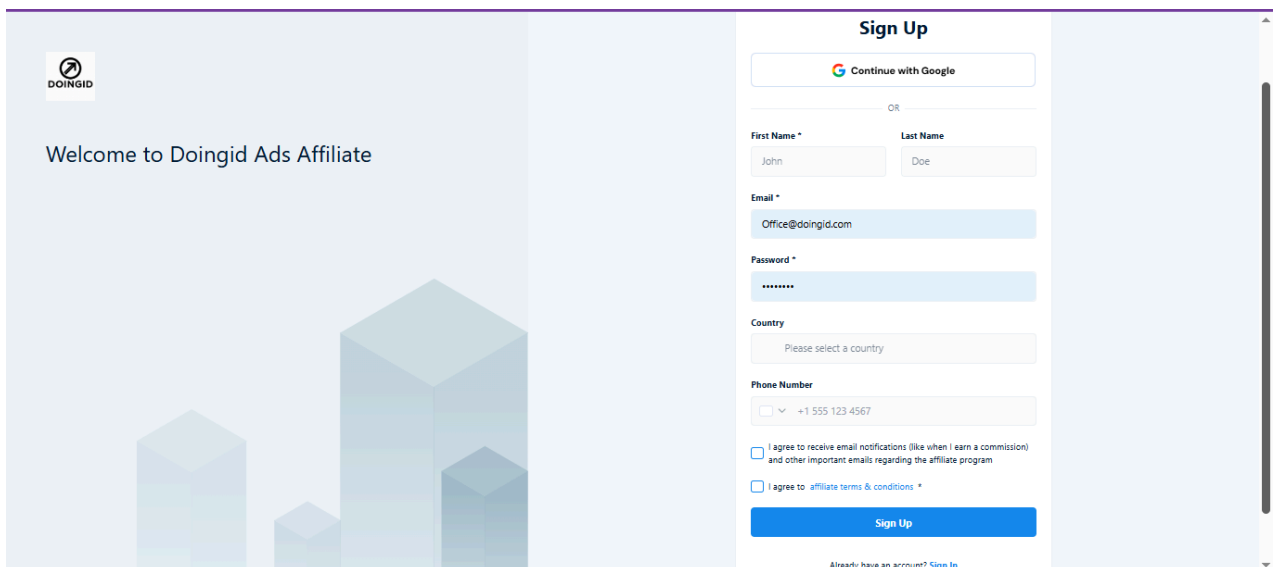 DOINGID
Welcome to Doingid Ads Affiliate
Sign Up
Continue with Google
OR
First Name * Last Name
John Doe
Email *
Office@doingid.com
Password *
••••••••
Country
Please select a country
Phone Number
+1 555 123 4567
I agree to receive email notifications (like when I earn a commission)
and other important emails regarding the affiliate program
I agree to affiliate terms & conditions *
Sign Up
Already have an account? Sign In